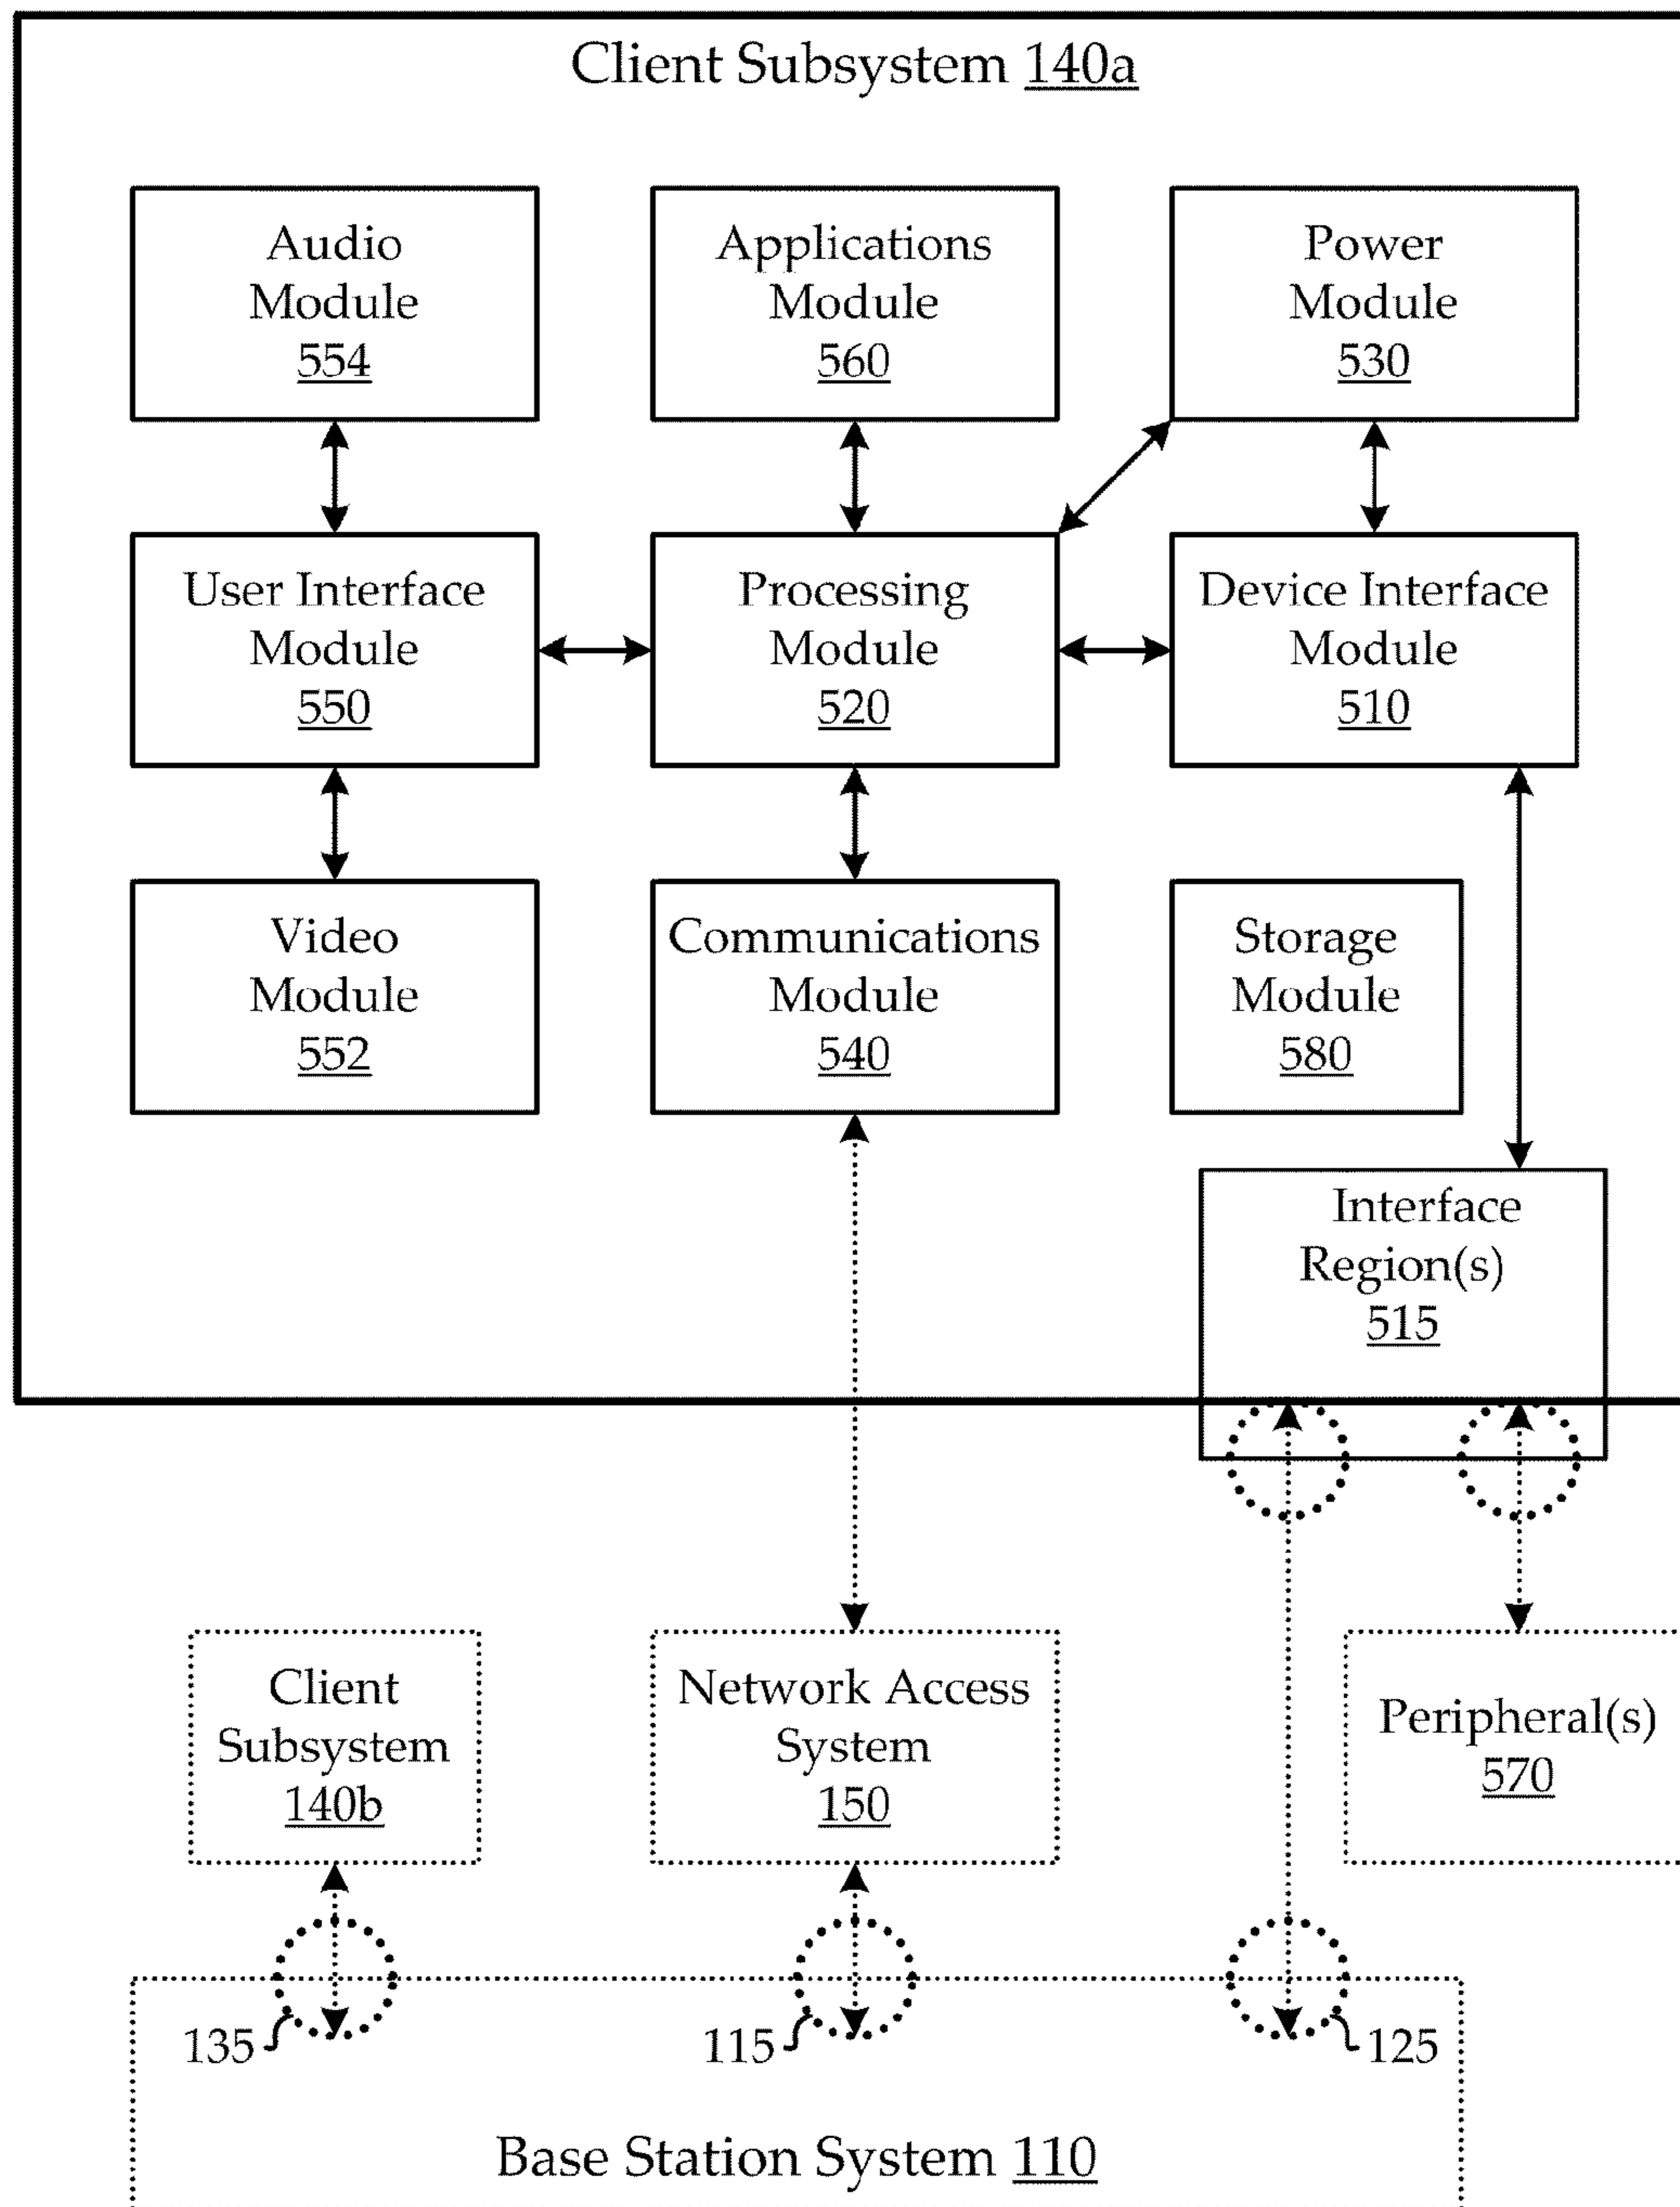 Client Subsystem 140a
Audio
Module
554
Applications
Module
560
Power
Module
530
User Interface
Module
550
Processing
Module
520
Device Interface
Module
510
Video
Module
552
Communications
Module
540
Storage
Module
580
Interface
Region(s)
515
Client
Subsystem
140b
Network Access
System
150
Peripheral(s)
570
135
115
125
Base Station System 110